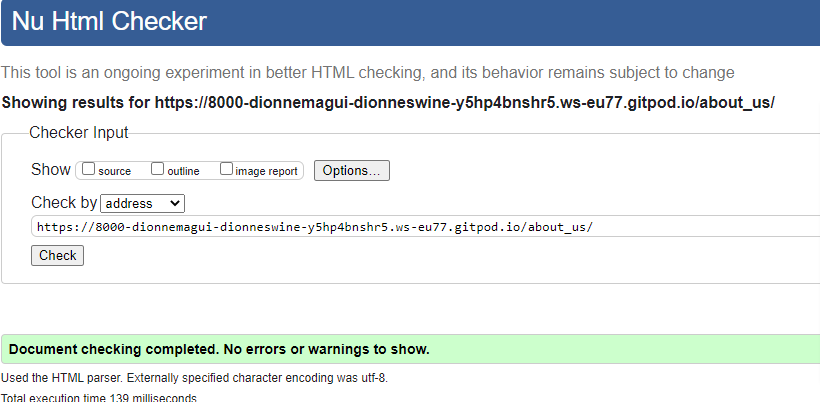 Nu Html Checker
This tool is an ongoing experiment in better HTML checking, and its behavior remains subject to change
Showing results for https://8000-dionnemagui-dionneswine-y5hp4bnshr5.ws-eu77.gitpod.io/about_us/
Checker Input
Show source outline image report Options...
Check by address
https://8000-dionnemagui-dionneswine-y5hp4bnshr5.ws-eu77.gitpod.io/about_us/
Check
Document checking completed. No errors or warnings to show.
Used the HTML parser. Externally specified character encoding was utf-8.
Total execution time 139 milliseconds.